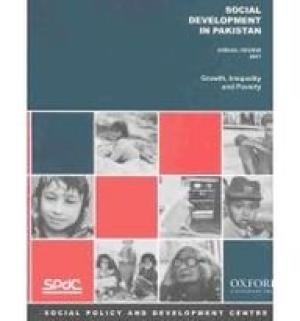 SOCIAL
DEVELOPMENT
IN PAKISTAN
ANNUAL REVIEW
Growth, Inequality
and Poverty
SPDC
OXFORD
SOCIAL POLICY AND DEVELOPMENT CENTRE